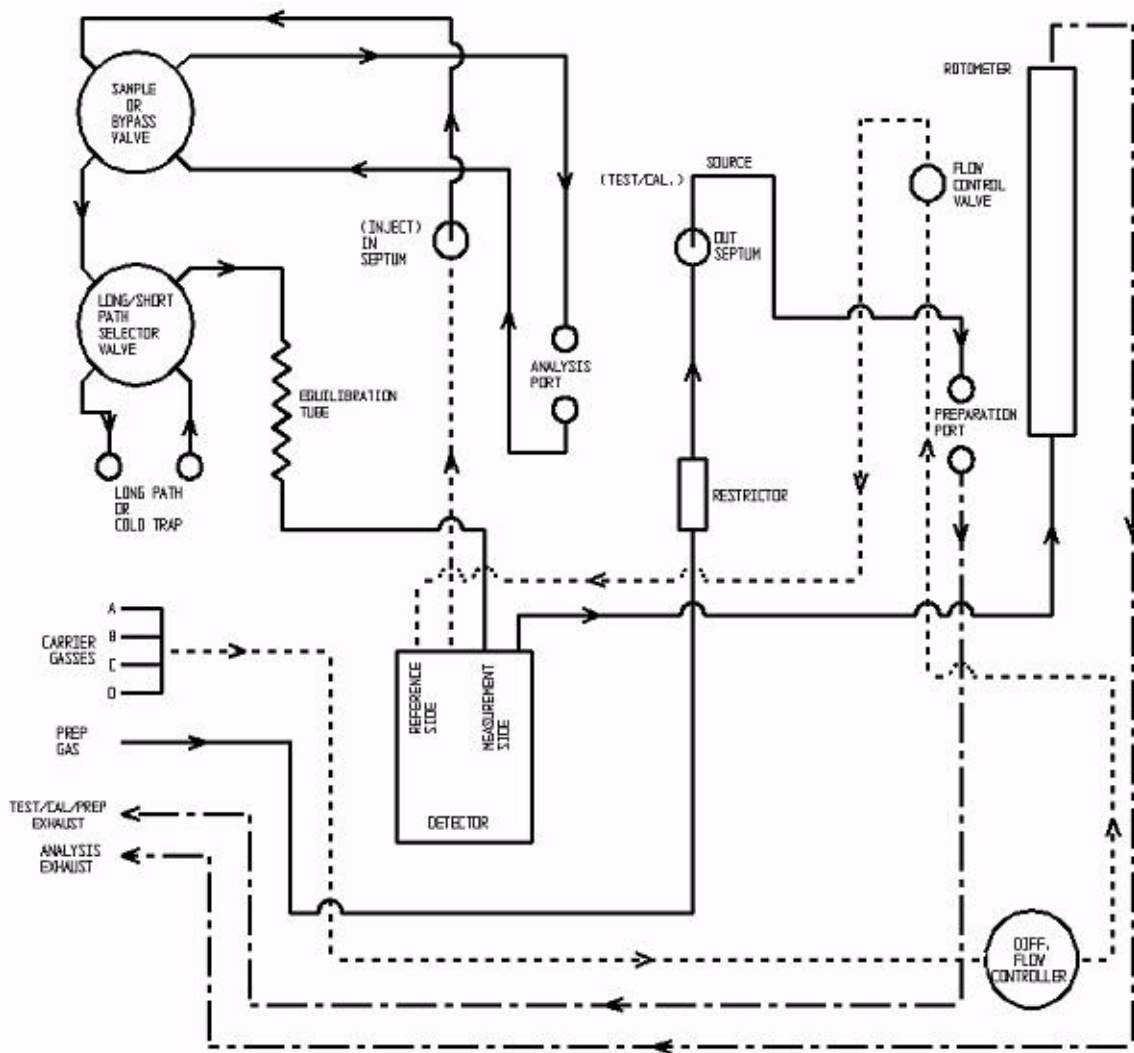 SAMPLE
OR
BYPASS
VALVE
ROTOMETER
SOURCE
(TEST/CAL.)
FLOW
CONTROL
VALVE
(INJECT)
IN
SEPTUM
OUT
SEPTUM
LONG/SHORT
PATH
SELECTOR
VALVE
ANALYSIS
PORT
EQUILIBRATION
TUBE
PREPARATION
PORT
LONG PATH
OR
COLD TRAP
RESTRICTOR
CARRIER
GASSES
A
B
C
D
REFERENCE
SIDE
MEASUREMENT
SIDE
DETECTOR
PREP
GAS
TEST/CAL/PREP
EXHAUST
ANALYSIS
EXHAUST
DIFF.
FLOW
CONTROLLER